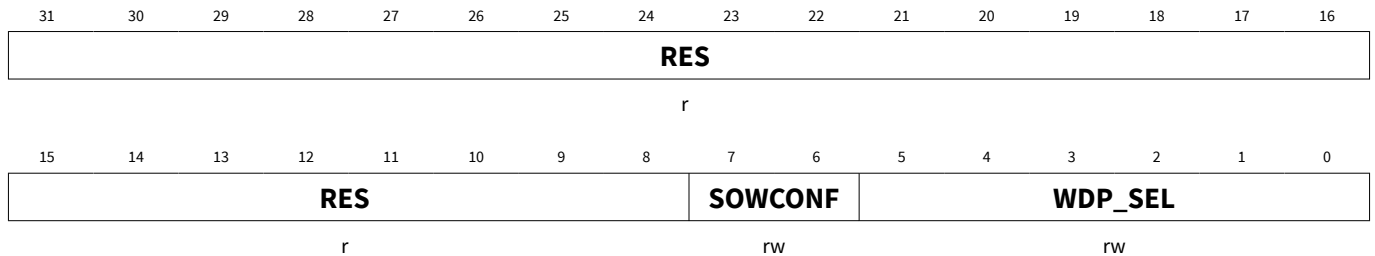 31 30 29 28 27 26 25 24 23 22 21 20 19 18 17 16
RES
r
15 14 13 12 11 10 9 8 7 6 5 4 3 2 1 0
RES SOWCONF WDP_SEL
r rw rw